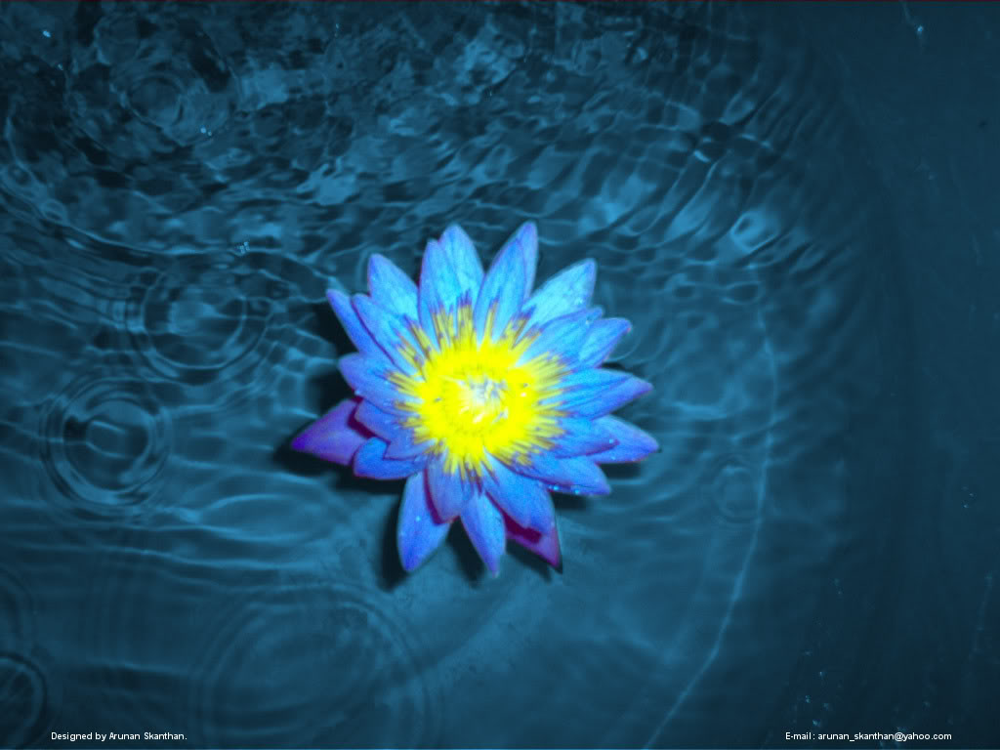 Designed by Arunan Skanthan.
E-mail : arunan_skanthan@yahoo.com